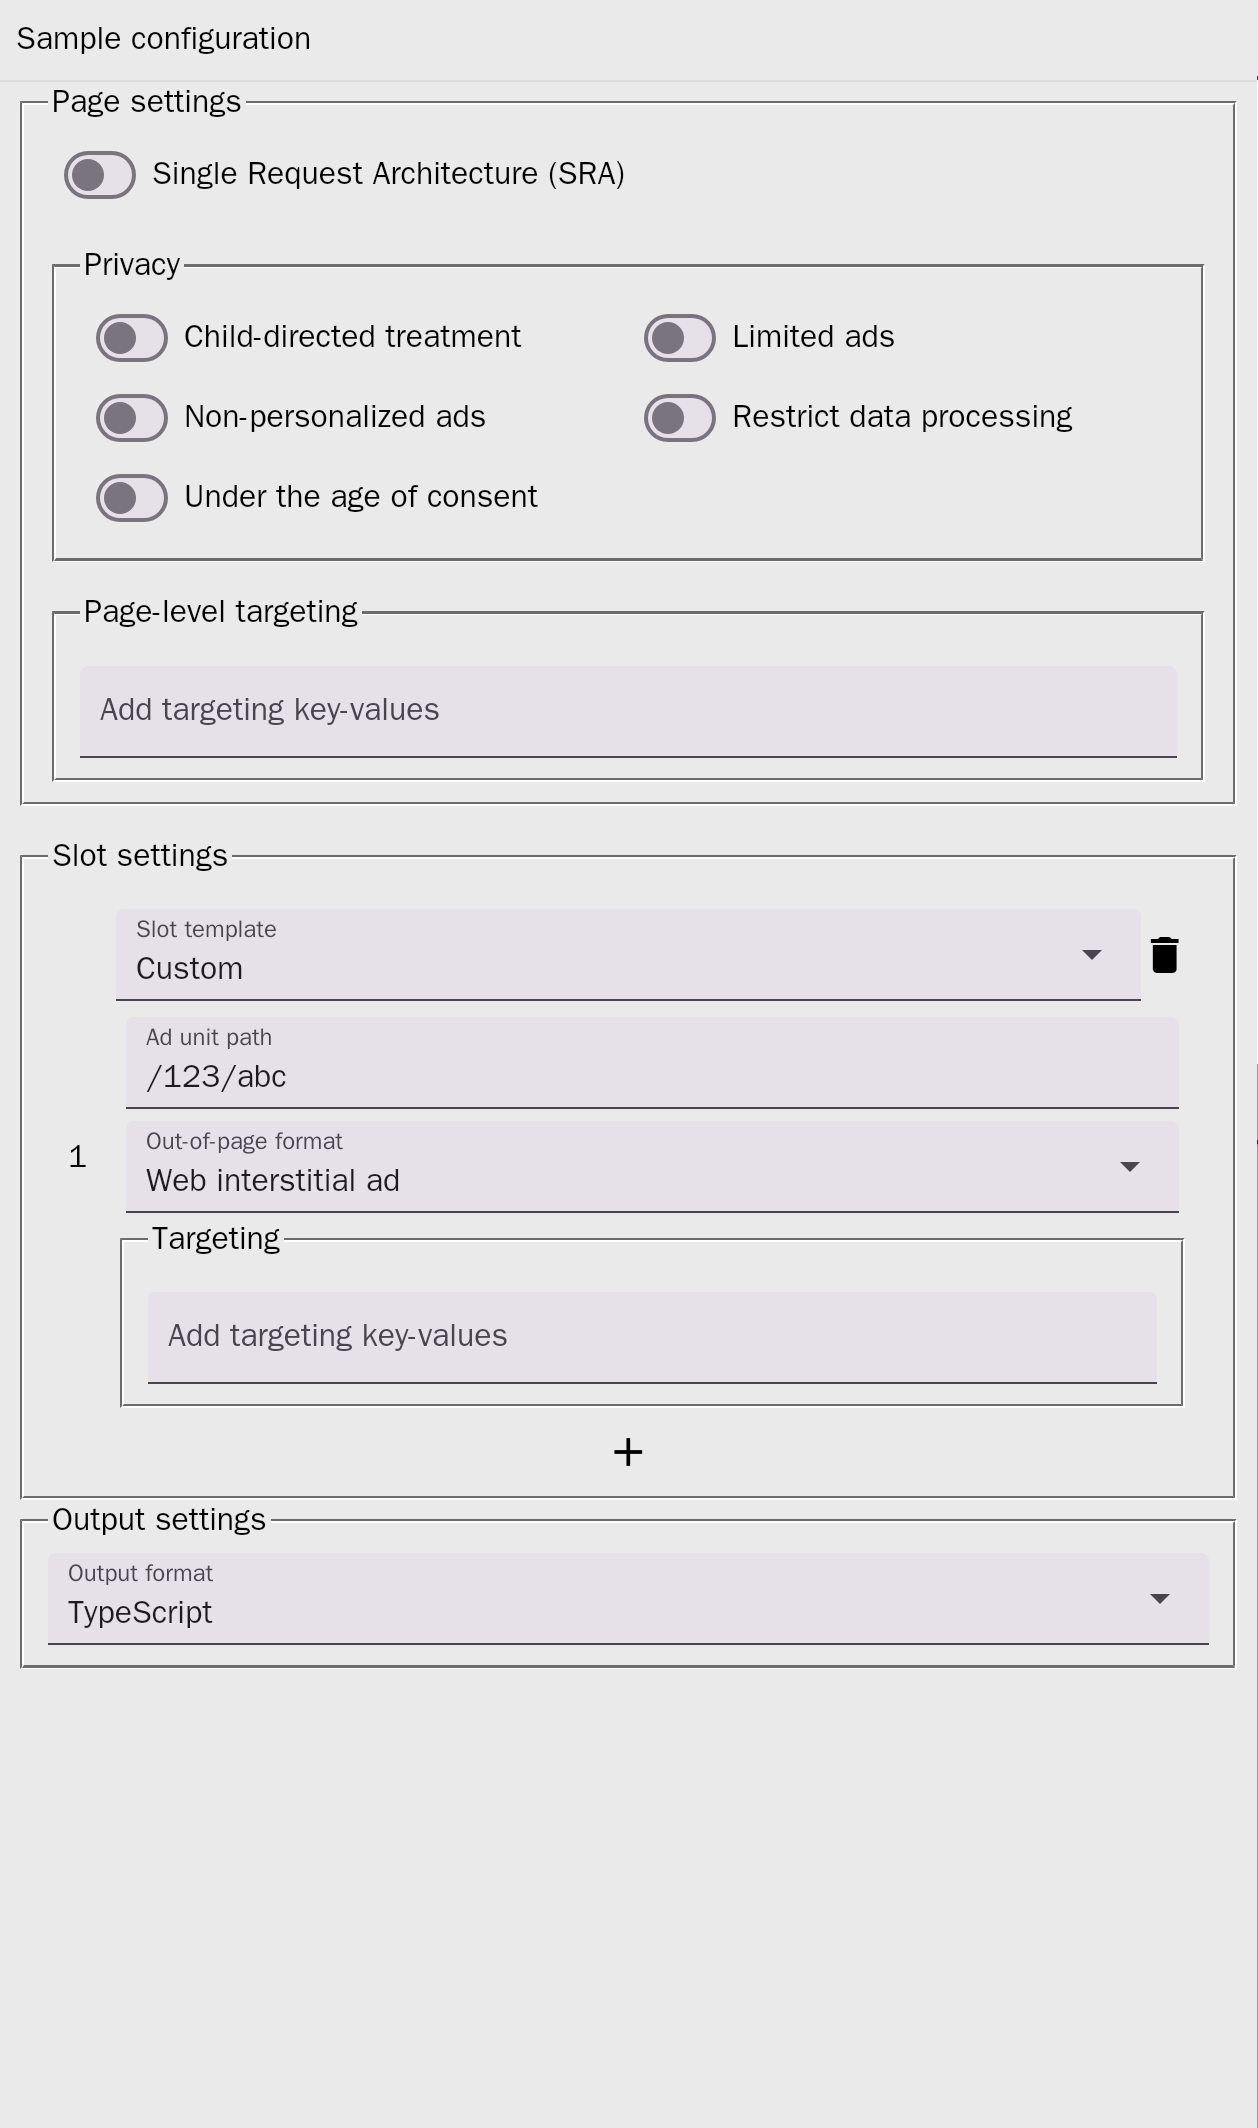 Sample configuration
Page settings
Single Request Architecture (SRA)
Privacy
Child-directed treatment
Limited ads
Non-personalized ads
Restrict data processing
Under the age of consent
Page-level targeting
Add targeting key-values
Slot settings
Slot template
Custom
Ad unit path
/123/abc
1
Out-of-page format
Web interstitial ad
Targeting
Add targeting key-values
+
Output settings
Output format
TypeScript